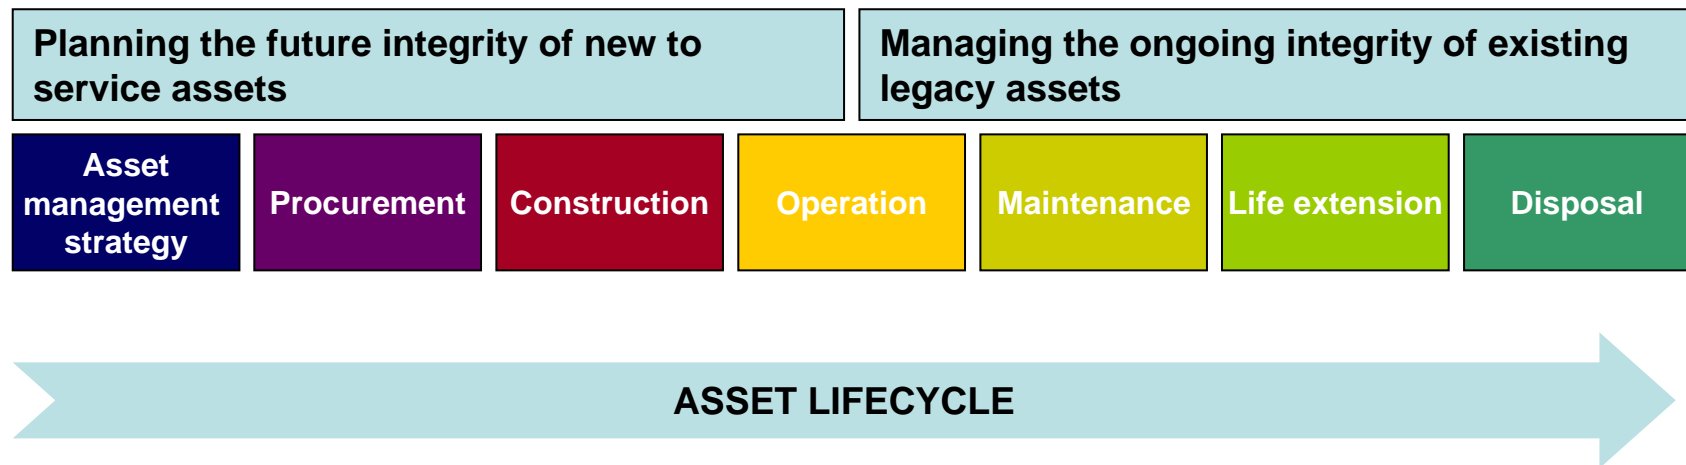 Planning the future integrity of new to
service assets
Managing the ongoing integrity of existing
legacy assets
Asset
management
strategy
Procurement
Construction
Operation
Maintenance
Life extension
Disposal
ASSET LIFECYCLE